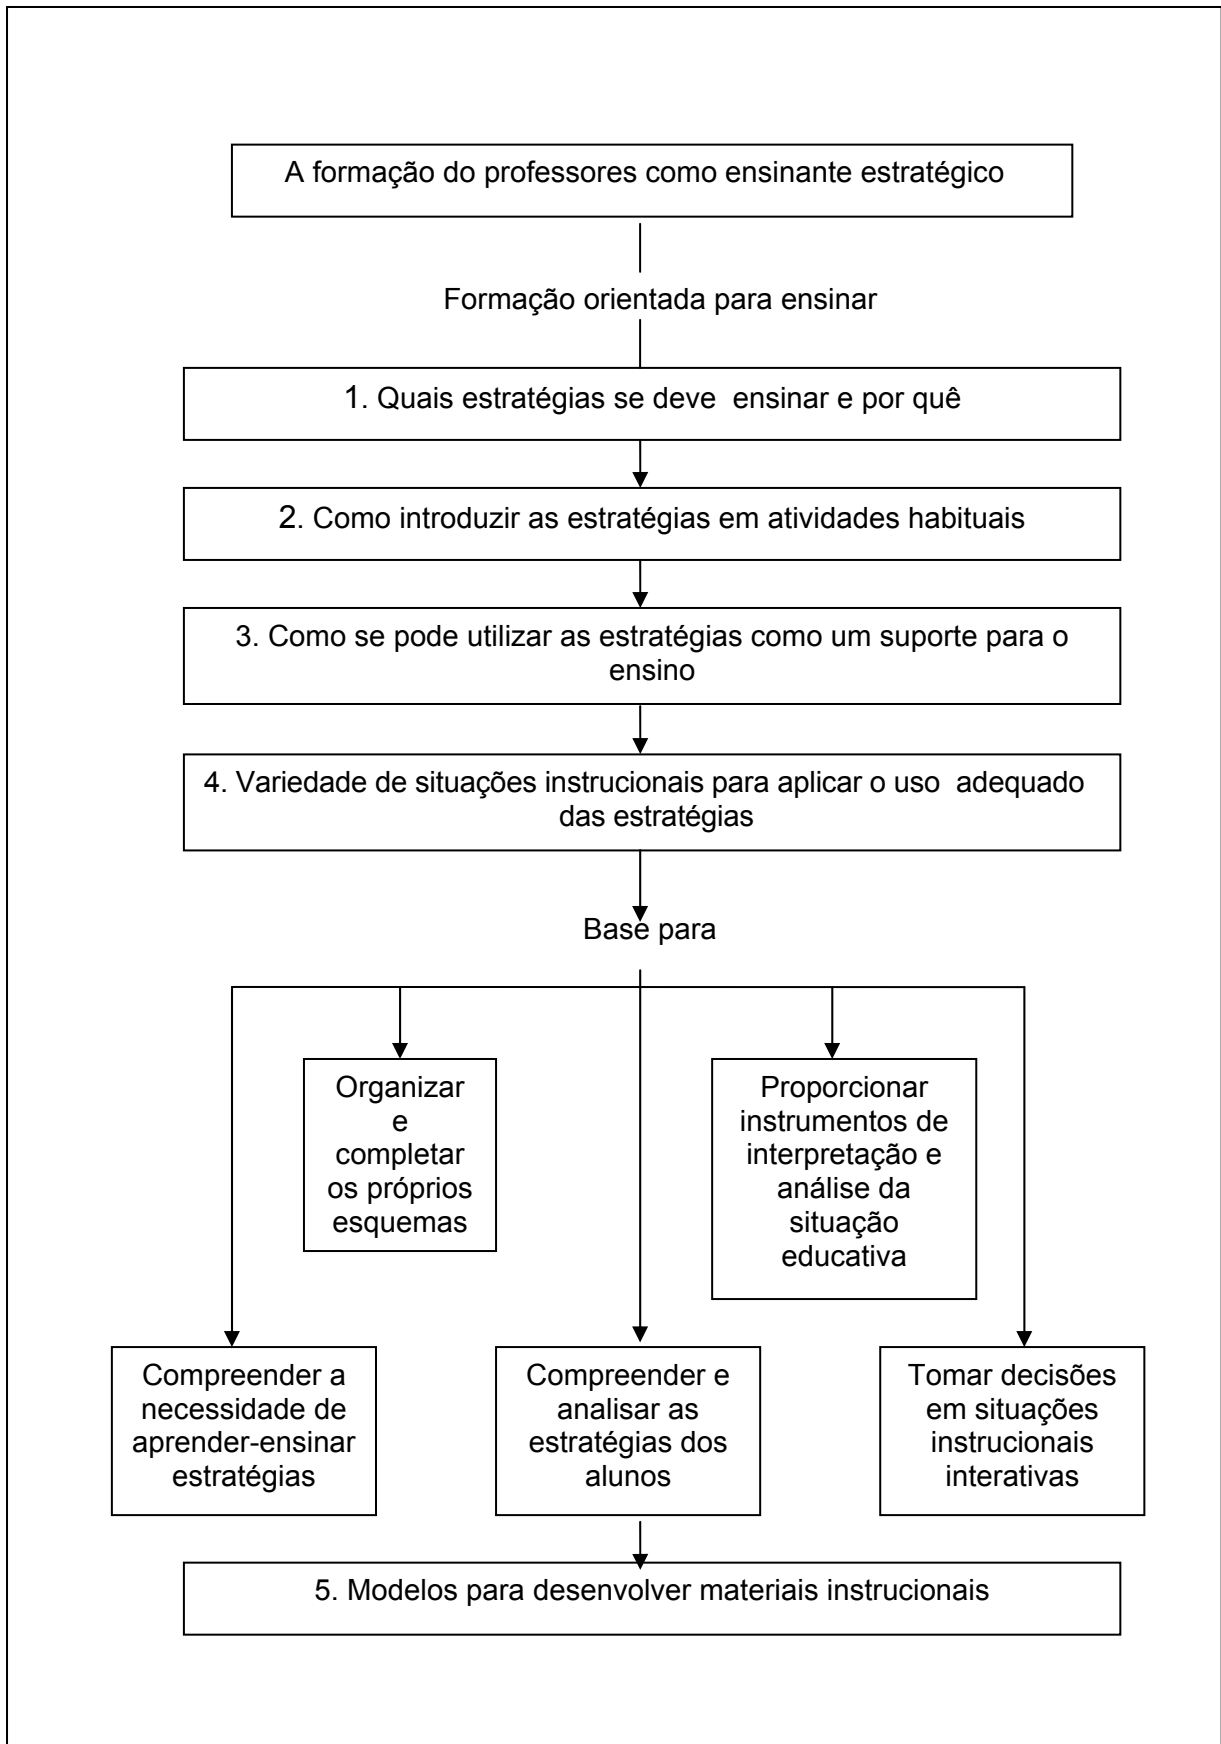 A formação do professores como ensinante estratégico
Formação orientada para ensinar
1. Quais estratégias se deve ensinar e por quê
2. Como introduzir as estratégias em atividades habituais
3. Como se pode utilizar as estratégias como um suporte para o
ensino
4. Variedade de situações instrucionais para aplicar o uso adequado
das estratégias
Base para
Organizar
e
completar
os próprios
esquemas
Proporcionar
instrumentos de
interpretação e
análise da
situação
educativa
Compreender a
necessidade de
aprender-ensinar
estratégias
Compreender e
analisar as
estratégias dos
alunos
Tomar decisões
em situações
instrucionais
interativas
5. Modelos para desenvolver materiais instrucionais